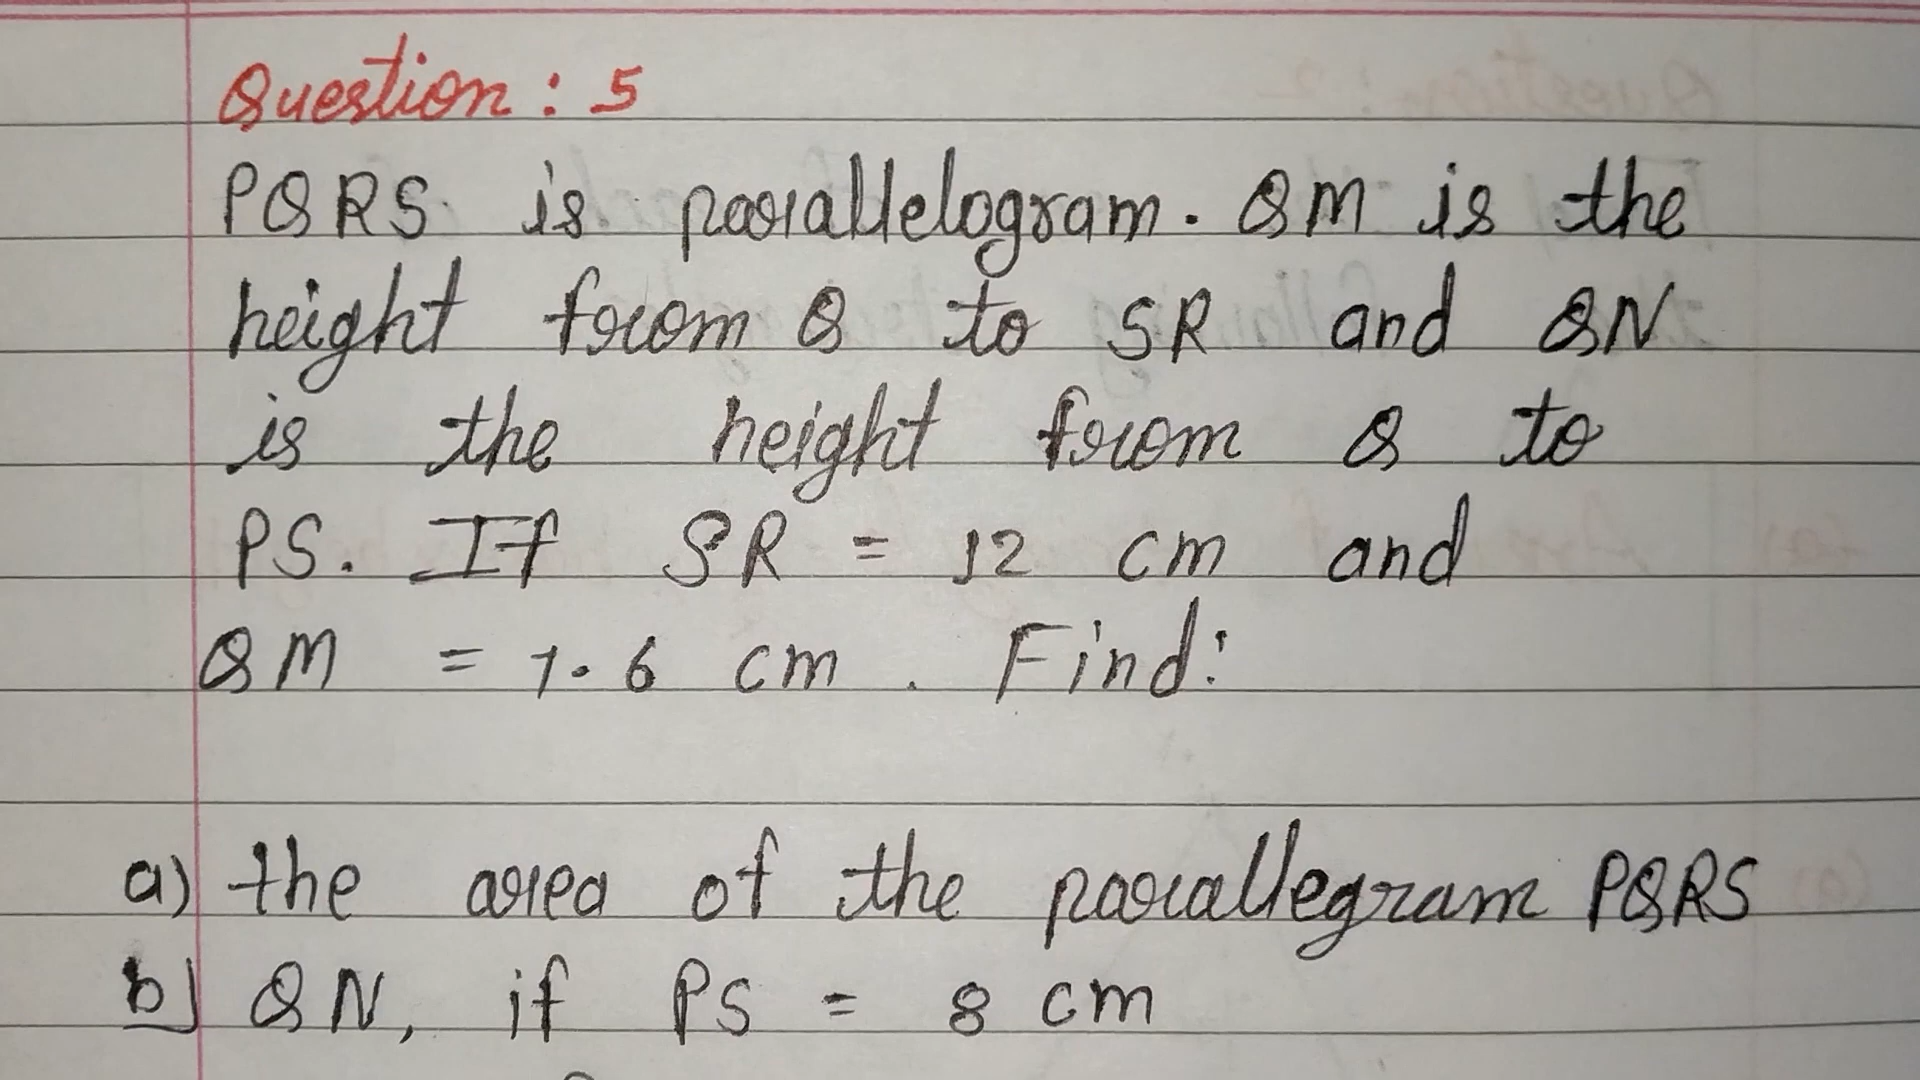 Question : 5
PQRS is parallelogram. QM is the
height from Q to SR and QN
is the height from Q to
PS. If SR = 12 cm and
QM = 7.6 cm. Find:
a) the area of the parallegram PQRS
b) QN, if PS = 8 cm